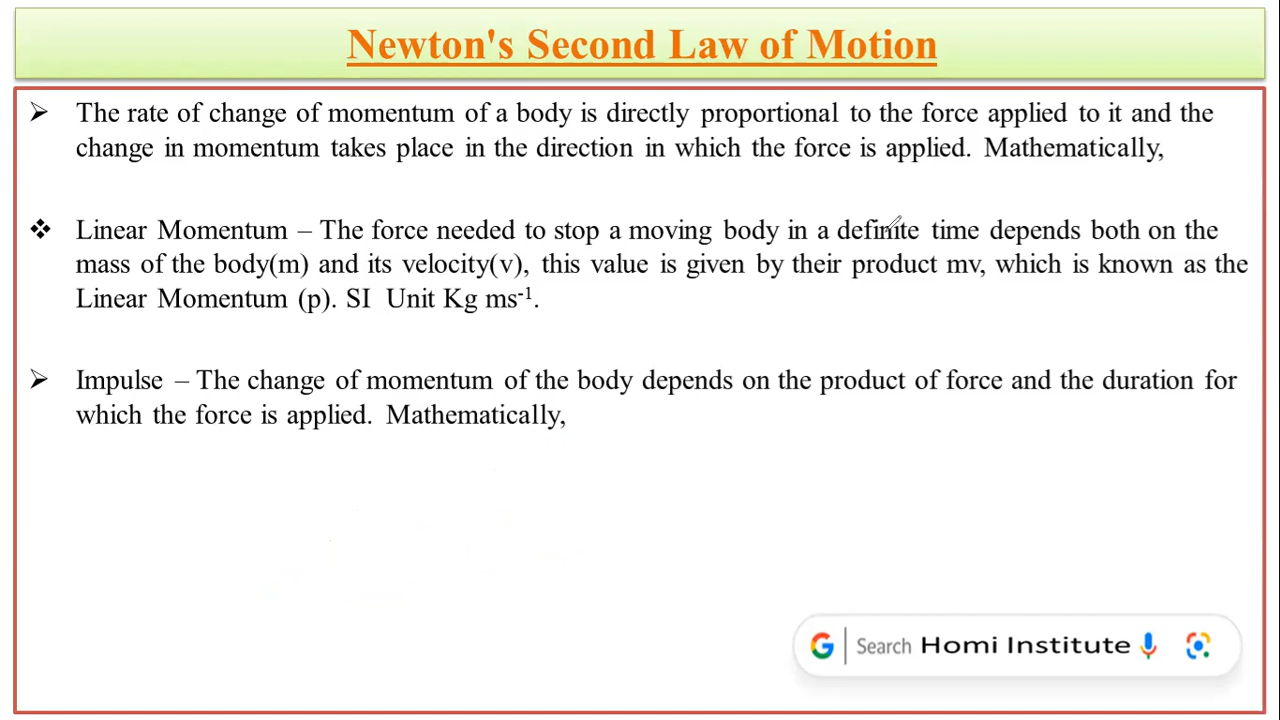 Newton's Second Law of Motion
➢ The rate of change of momentum of a body is directly proportional to the force applied to it and the
change in momentum takes place in the direction in which the force is applied. Mathematically,
❖ Linear Momentum – The force needed to stop a moving body in a definite time depends both on the
mass of the body(m) and its velocity(v), this value is given by their product mv, which is known as the
Linear Momentum (p). SI Unit Kg ms⁻¹.
➢ Impulse – The change of momentum of the body depends on the product of force and the duration for
which the force is applied. Mathematically,
G | Search Homi Institute